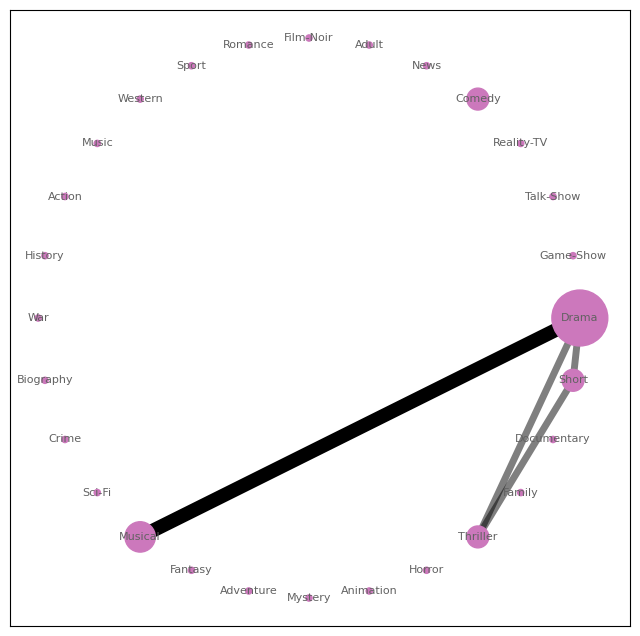 Film-Noir
Romance
Adult
Sport
News
Western
Comedy
Music
Reality-TV
Action
Talk-Show
History
Game-Show
War
Drama
Biography
Short
Crime
Documentary
Sci-Fi
Family
Musical
Thriller
Fantasy
Horror
Adventure
Animation
Mystery